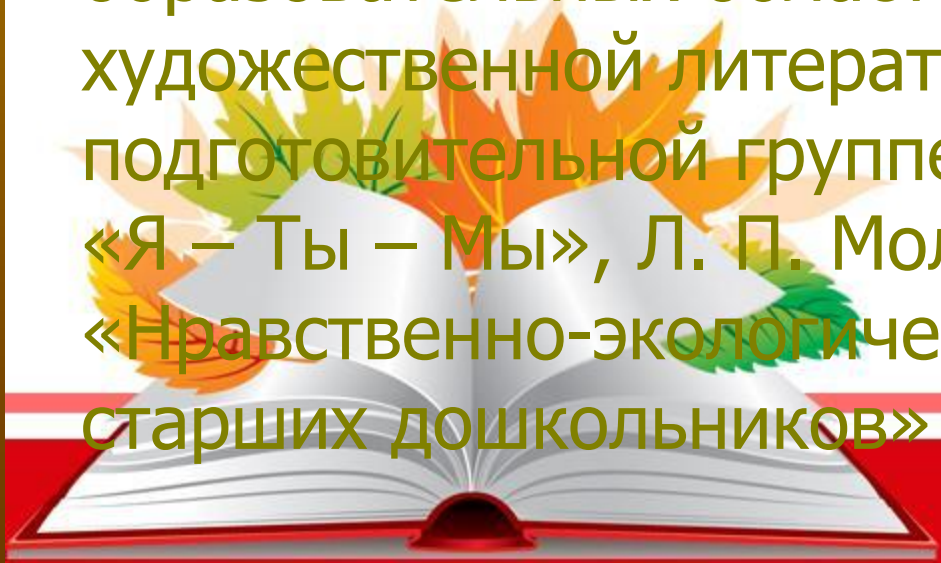 художественной литерат
подготовительной группе
«Я – Ты – Мы», Л. П. Мол
«Нравственно-экологиче
старших дошкольников»